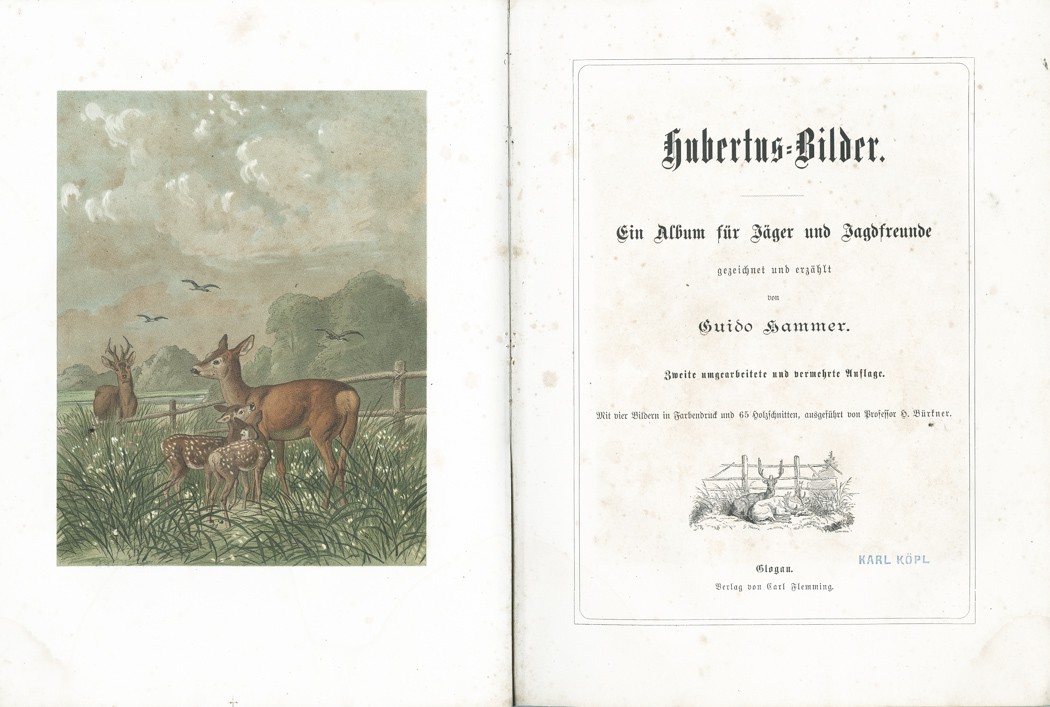 Hubertus=Bilder.
Ein Album für Jäger und Jagdfreunde
gezeichnet und erzählt
von
Guido Hammer.
Zweite umgearbeitete und vermehrte Auflage.
Mit vier Bildern in Farbendruck und 65 Holzschnitten, ausgeführt von Professor H. Bürkner.
KARL KÖPL
Glogau.
Verlag von Carl Flemming.